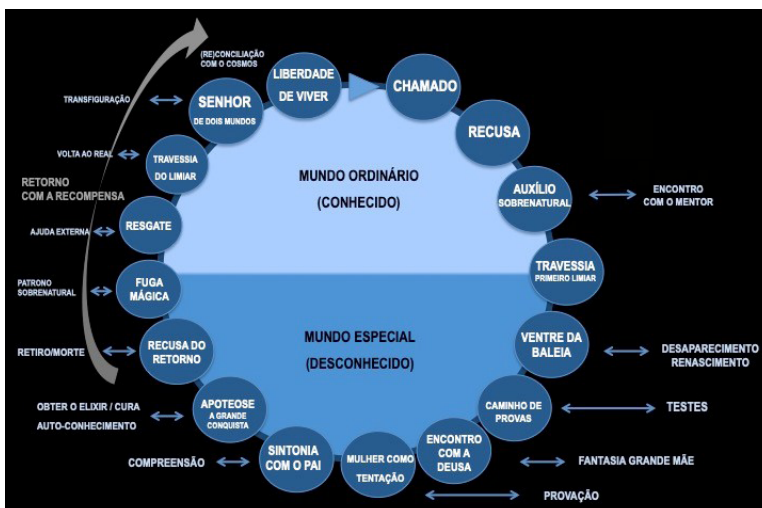 (RE)CONCILIAÇÃO
COM O COSMOS
LIBERDADE
DE VIVER
CHAMADO
RECUSA
AUXÍLIO
SOBRENATURAL
ENCONTRO
COM O MENTOR
TRAVESSIA
PRIMEIRO LIMIAR
VENTRE DA
BALEIA
DESAPARECIMENTO
RENASCIMENTO
CAMINHO DE
PROVAS
TESTES
ENCONTRO
COM A
DEUSA
FANTASIA GRANDE MÃE
MULHER COMO
TENTAÇÃO
PROVAÇÃO
SINTONIA
COM O PAI
COMPREENSÃO
APOTEOSE
A GRANDE
CONQUISTA
OBTER O ELIXIR / CURA
AUTO-CONHECIMENTO
RECUSA DO
RETORNO
RETIRO/MORTE
FUGA
MÁGICA
PATRONO
SOBRENATURAL
RESGATE
AJUDA EXTERNA
TRAVESSIA
DO LIMIAR
VOLTA AO REAL
SENHOR
DE DOIS MUNDOS
TRANSFIGURAÇÃO
RETORNO
COM A RECOMPENSA
MUNDO ORDINÁRIO
(CONHECIDO)
MUNDO ESPECIAL
(DESCONHECIDO)